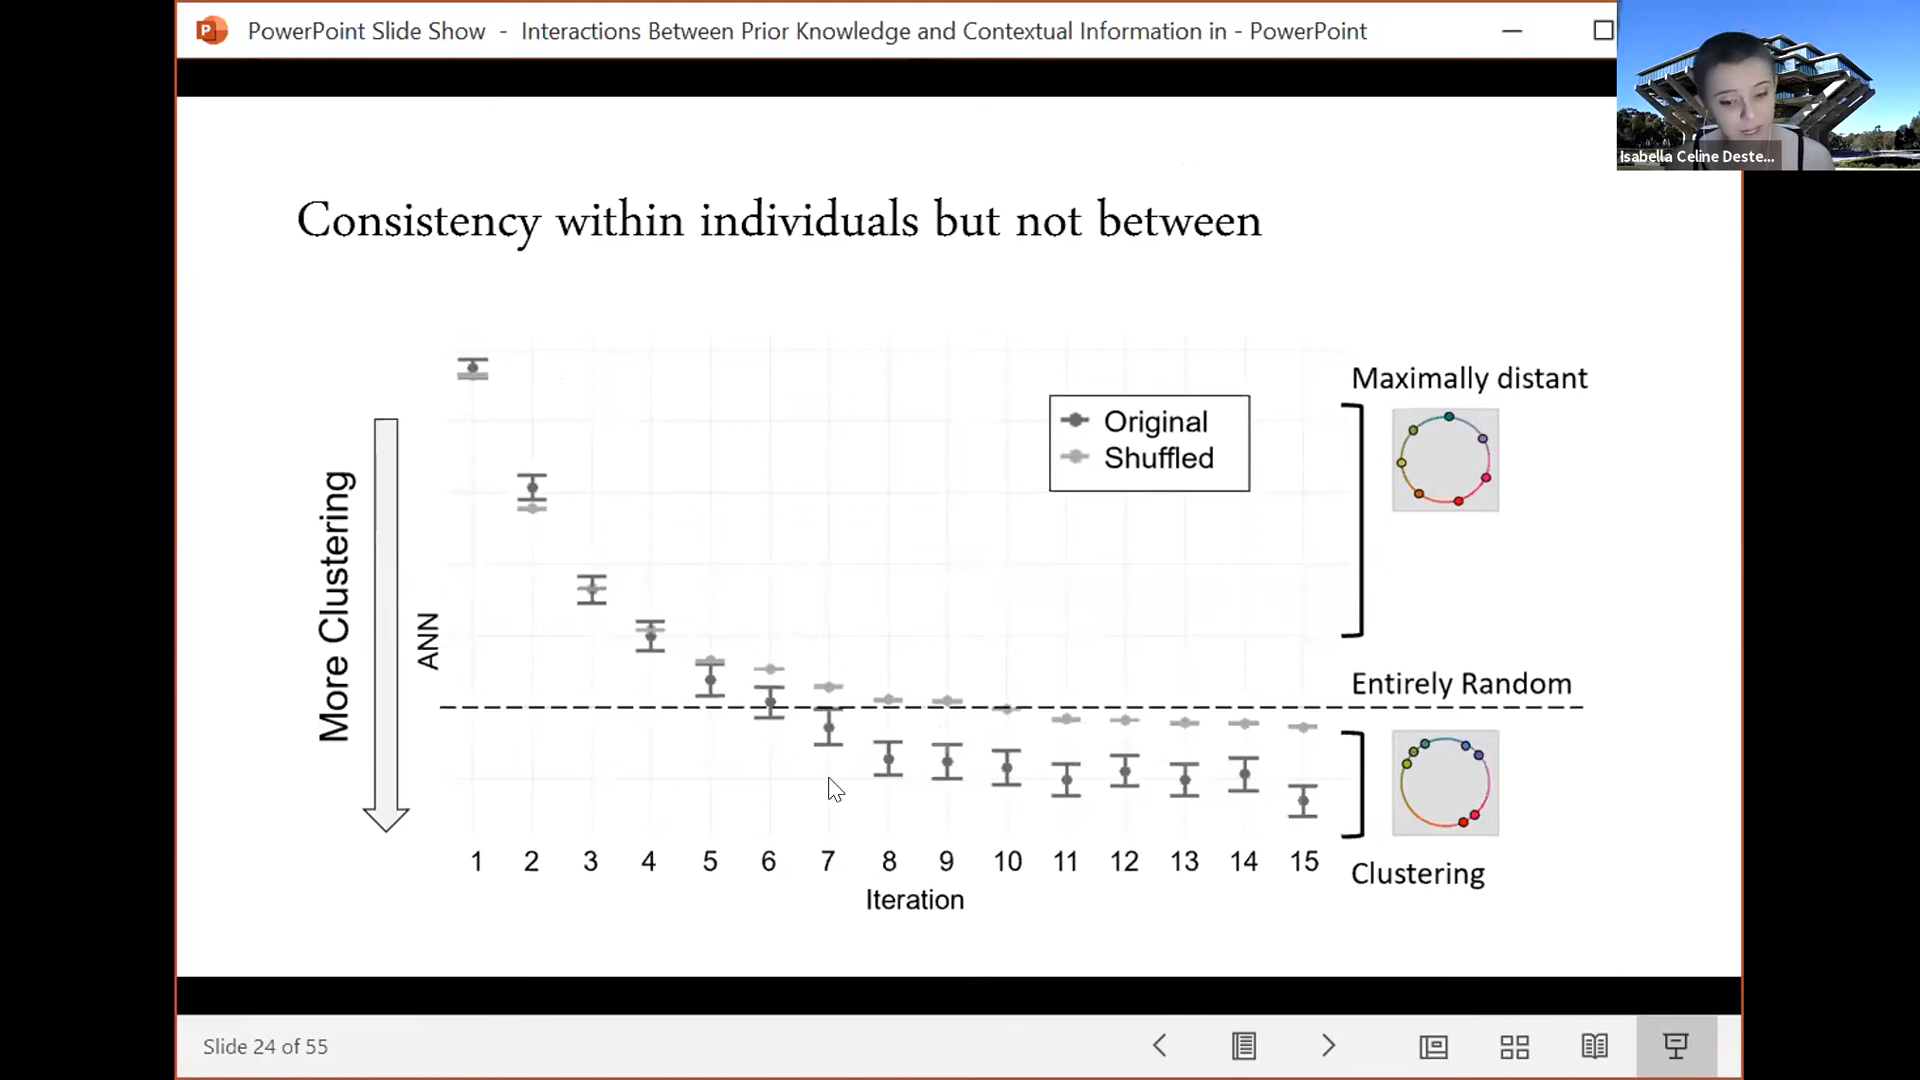 PowerPoint Slide Show - Interactions Between Prior Knowledge and Contextual Information in - PowerPoint
Isabella Celine Deste...
Consistency within individuals but not between
More Clustering
ANN
Original
Shuffled
Maximally distant
Entirely Random
Clustering
1 2 3 4 5 6 7 8 9 10 11 12 13 14 15
Iteration
Slide 24 of 55